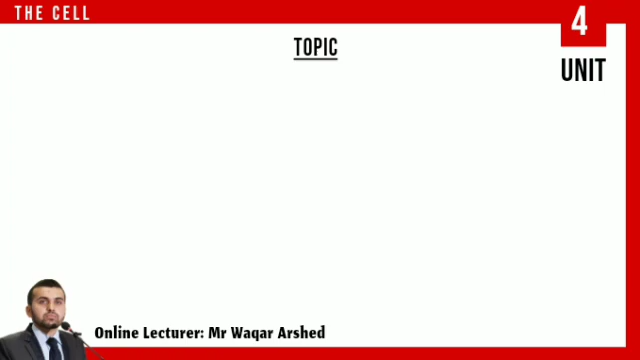 THE CELL
4
UNIT
TOPIC
Online Lecturer: Mr Waqar Arshed